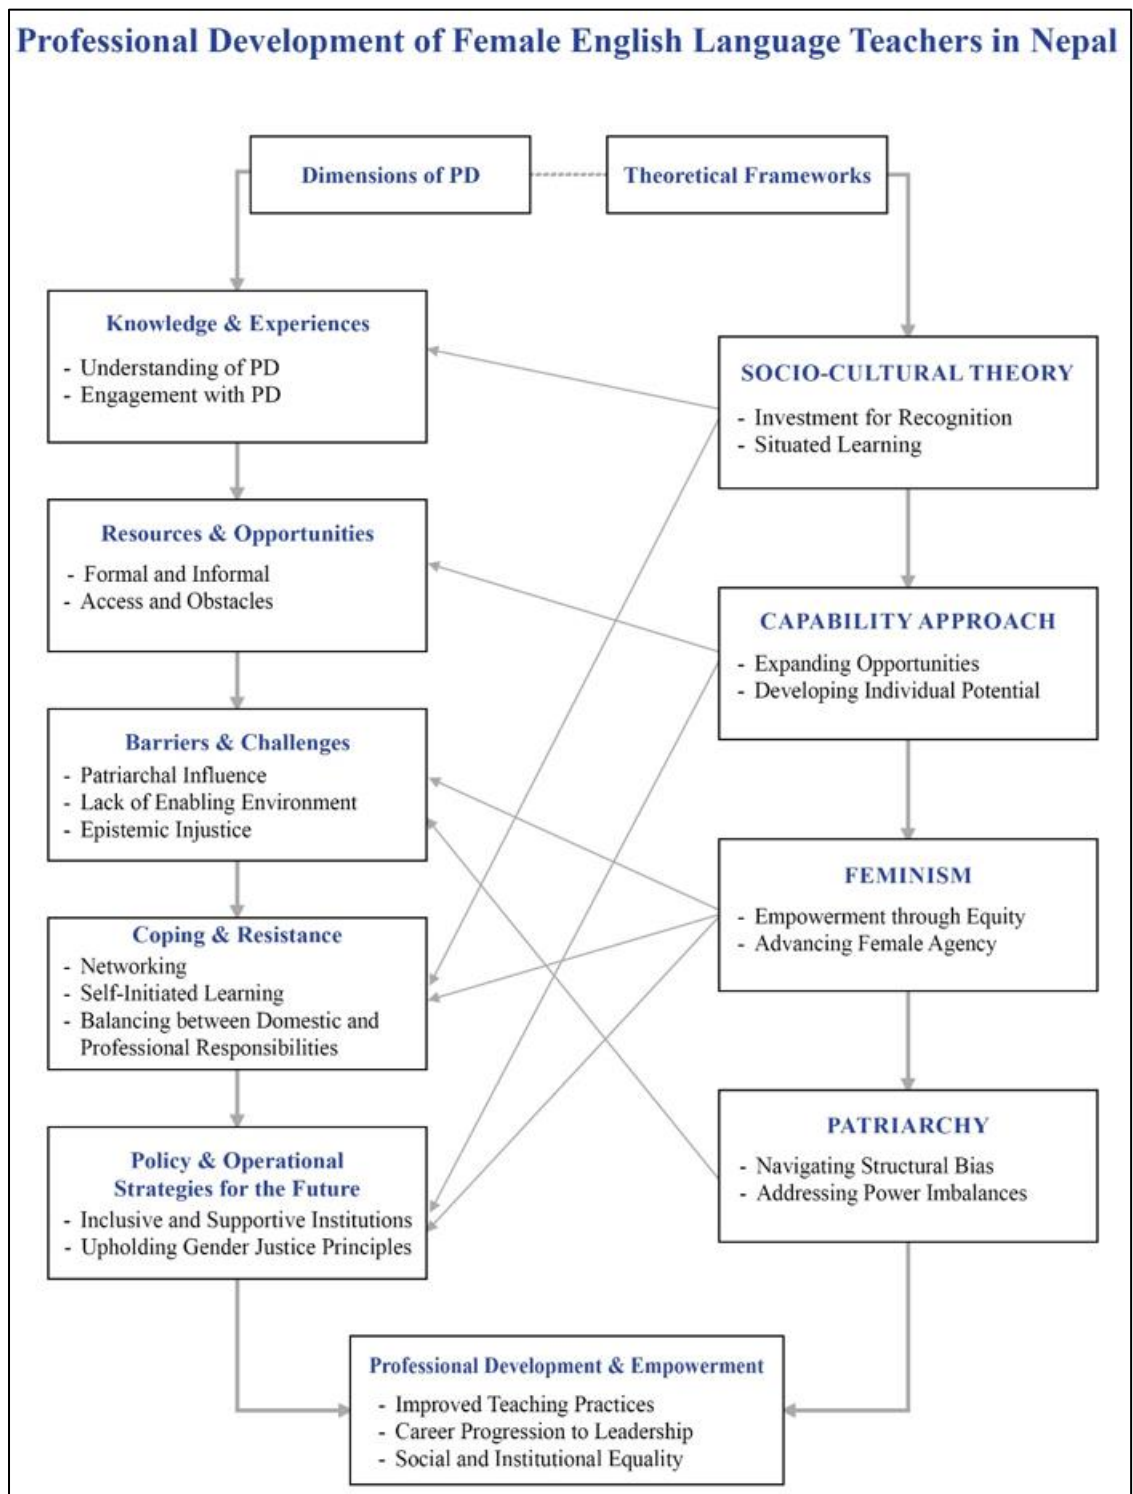 Professional Development of Female English Language Teachers in Nepal
Dimensions of PD
Theoretical Frameworks
Knowledge & Experiences
- Understanding of PD
- Engagement with PD
SOCIO-CULTURAL THEORY
- Investment for Recognition
- Situated Learning
Resources & Opportunities
- Formal and Informal
- Access and Obstacles
CAPABILITY APPROACH
- Expanding Opportunities
- Developing Individual Potential
Barriers & Challenges
- Patriarchal Influence
- Lack of Enabling Environment
- Epistemic Injustice
FEMINISM
- Empowerment through Equity
- Advancing Female Agency
Coping & Resistance
- Networking
- Self-Initiated Learning
- Balancing between Domestic and
Professional Responsibilities
PATRIARCHY
- Navigating Structural Bias
- Addressing Power Imbalances
Policy & Operational
Strategies for the Future
- Inclusive and Supportive Institutions
- Upholding Gender Justice Principles
Professional Development & Empowerment
- Improved Teaching Practices
- Career Progression to Leadership
- Social and Institutional Equality